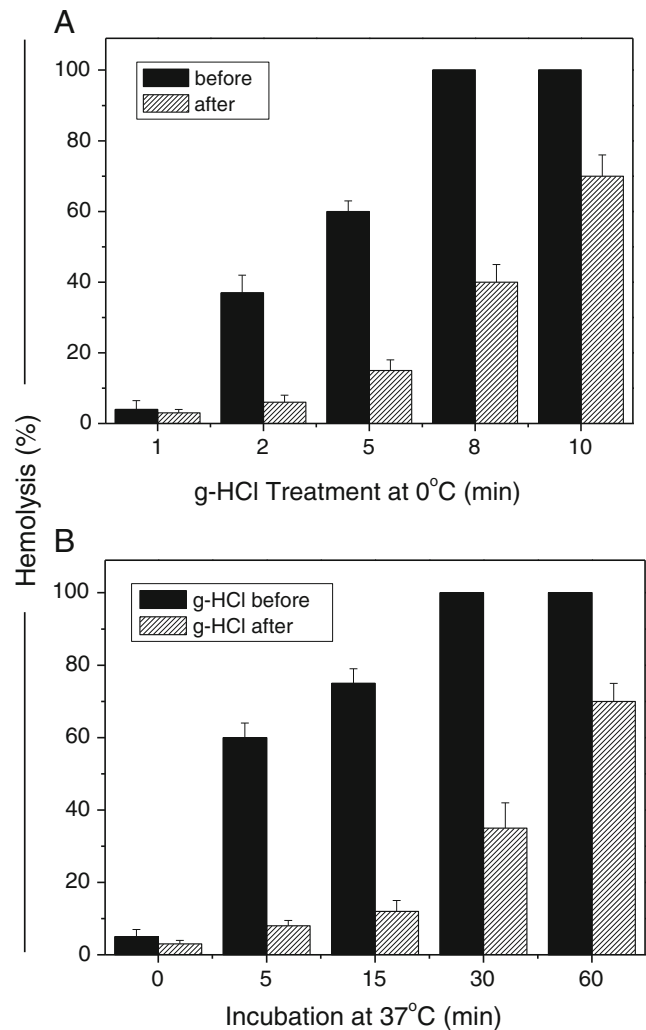 A
before
after
100
80
60
40
20
0
1 2 5 8 10
g-HCl Treatment at 0°C (min)
Hemolysis (%)
B
g-HCl before
g-HCl after
100
80
60
40
20
0
0 5 15 30 60
Incubation at 37°C (min)